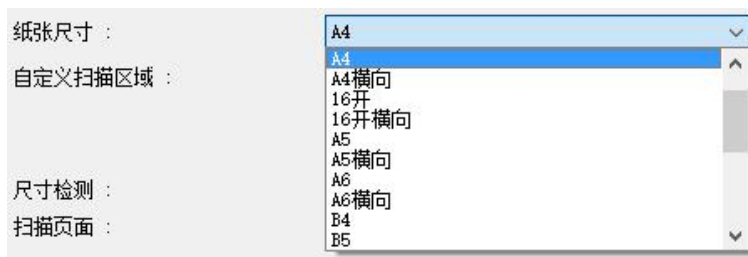 纸张尺寸 : A4
A4
自定义扫描区域 :
A4横向
16开
16开横向
A5
A5横向
A6
尺寸检测 :
A6横向
扫描页面 :
B4
B5